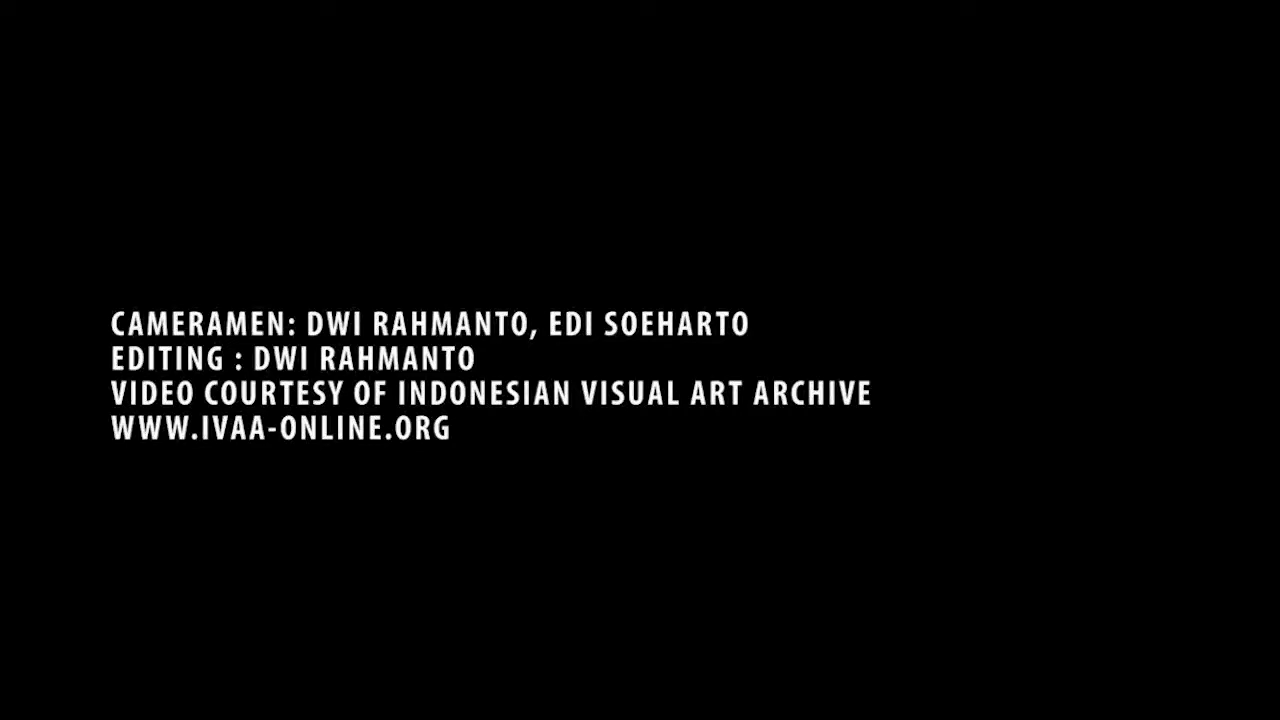 CAMERAMEN: DWI RAHMANTO, EDI SOEHARTO
EDITING : DWI RAHMANTO
VIDEO COURTESY OF INDONESIAN VISUAL ART ARCHIVE
WWW.IVAA-ONLINE.ORG